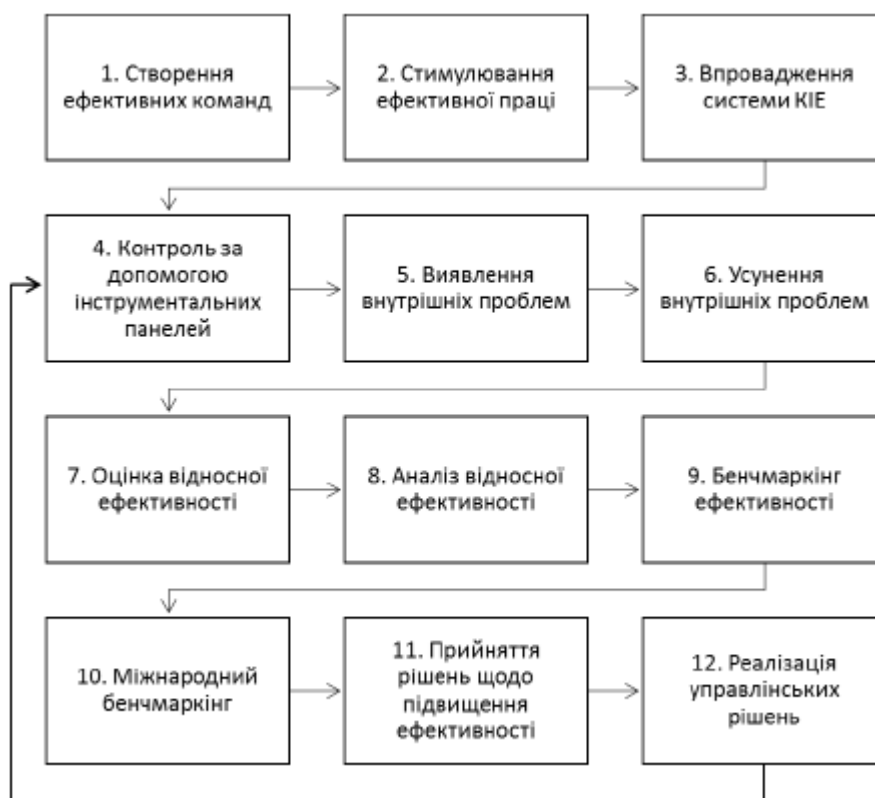 1. Створення
ефективних команд
2. Стимулювання
ефективної праці
3. Впровадження
системи КІЕ
4. Контроль за
допомогою
інструментальних
панелей
5. Виявлення
внутрішніх проблем
6. Усунення
внутрішніх проблем
7. Оцінка відносної
ефективності
8. Аналіз відносної
ефективності
9. Бенчмаркінг
ефективності
10. Міжнародний
бенчмаркінг
11. Прийняття
рішень щодо
підвищення
ефективності
12. Реалізація
управлінських
рішень